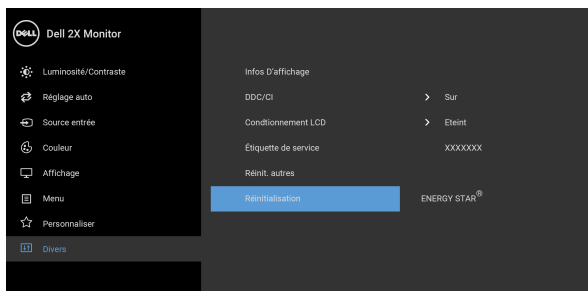 DELL Dell 2X Monitor
Luminosité/Contraste
Réglage auto
Source entrée
Couleur
Affichage
Menu
Personnaliser
Divers
Infos D'affichage
DDC/CI > Sur
Condtionnement LCD > Eteint
Étiquette de service XXXXXXX
Réinit. autres
Réinitialisation ENERGY STAR®